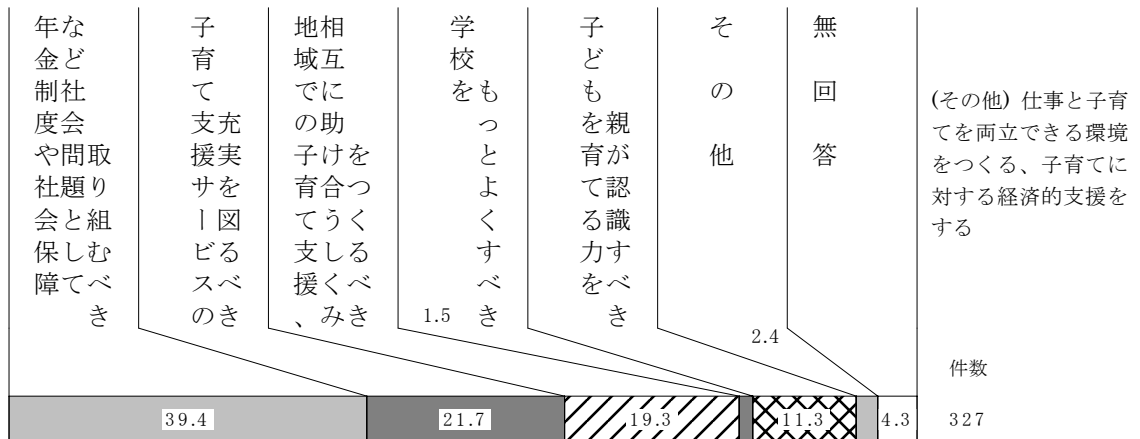 年金制度や社会保障
など社会問題として
取り組むべき
子育て支援サービスの
充実を図るべき
地域での子育て支援、
相互に助け合うしくみ
をつくるべき
学校を
もっとよくすべき
子どもを育てる力を
親が認識すべき
その他
無回答
(その他) 仕事と子育
てを両立できる環境
をつくる、子育てに
対する経済的支援を
する
1.5
2.4
件数
39.4
21.7
19.3
11.3
4.3
327